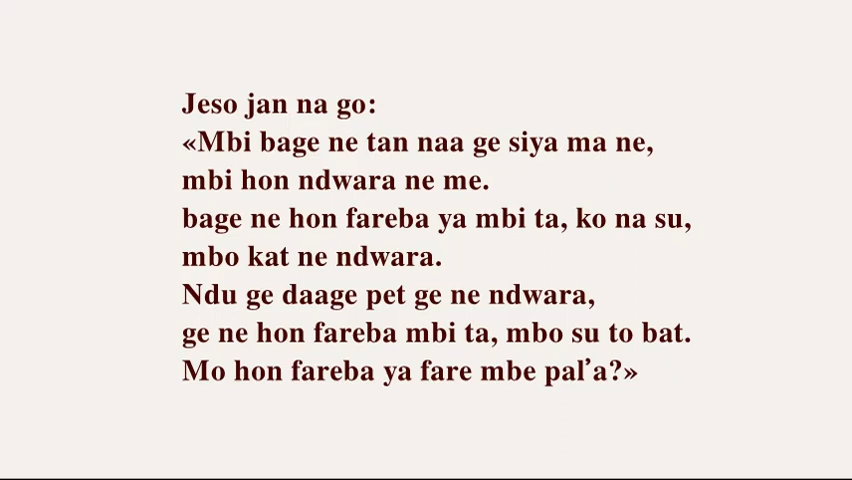 Jeso jan na go:
«Mbi bage ne tan naa ge siya ma ne,
mbi hon ndwara ne me.
bage ne hon fareba ya mbi ta, ko na su,
mbo kat ne ndwara.
Ndu ge daage pet ge ne ndwara,
ge ne hon fareba mbi ta, mbo su to bat.
Mo hon fareba ya fare mbe pal’a?»